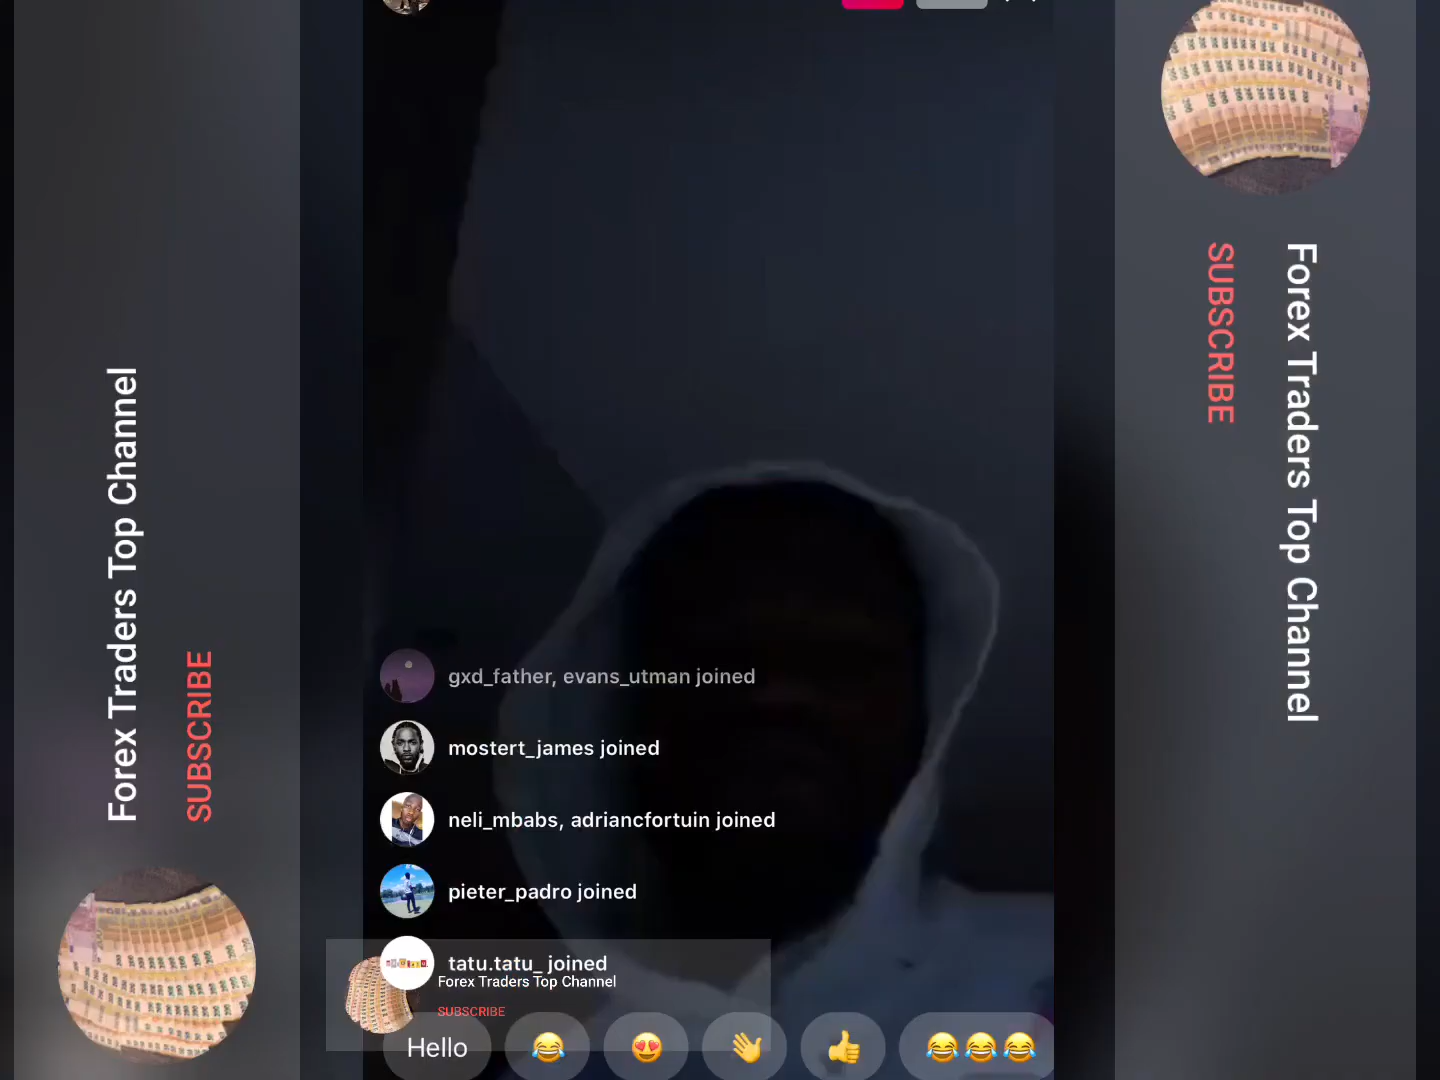 Forex Traders Top Channel
SUBSCRIBE
gxd_father, evans_utman joined
mostert_james joined
neli_mbabs, adriancfortuin joined
pieter_padro joined
tatu.tatu_ joined
Forex Traders Top Channel
SUBSCRIBE
Hello
Forex Traders Top Channel
SUBSCRIBE